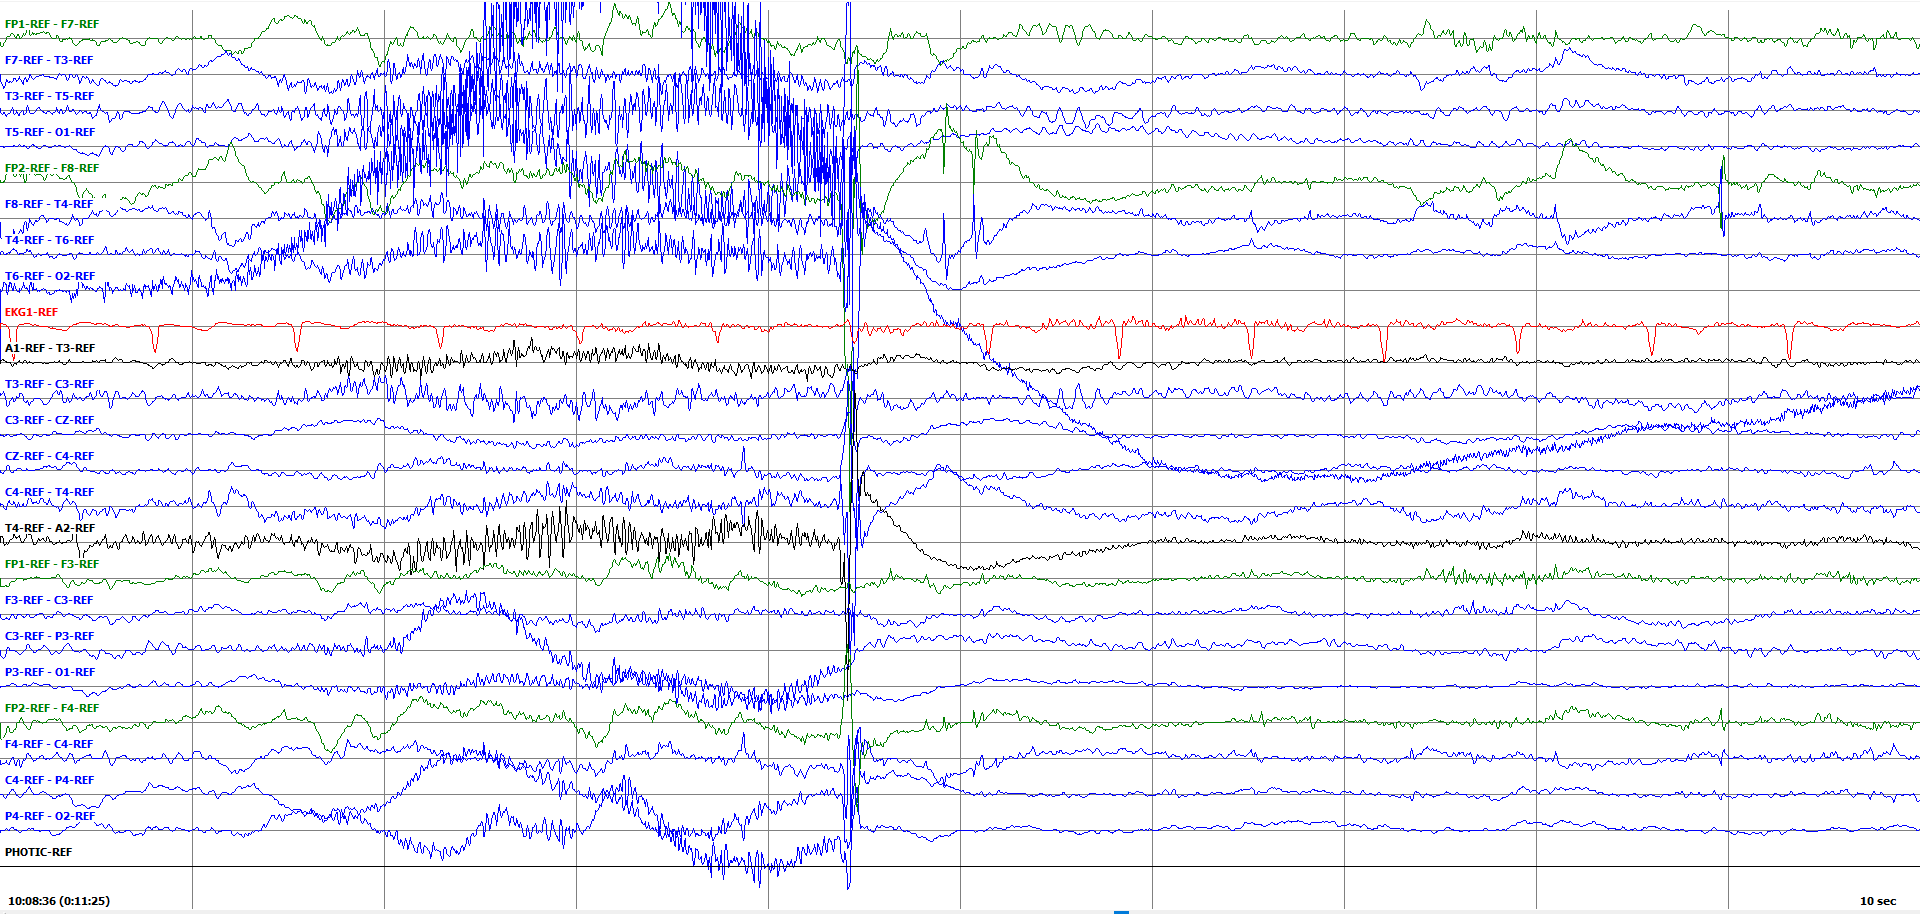 FP1-REF - F7-REF
F7-REF - T3-REF
T3-REF - T5-REF
T5-REF - O1-REF
FP2-REF - F8-REF
F8-REF - T4-REF
T4-REF - T6-REF
T6-REF - O2-REF
EKG1-REF
A1-REF - T3-REF
T3-REF - C3-REF
C3-REF - CZ-REF
CZ-REF - C4-REF
C4-REF - T4-REF
T4-REF - A2-REF
FP1-REF - F3-REF
F3-REF - C3-REF
C3-REF - P3-REF
P3-REF - O1-REF
FP2-REF - F4-REF
F4-REF - C4-REF
C4-REF - P4-REF
P4-REF - O2-REF
PHOTIC-REF
10:08:36 (0:11:25)
10 sec